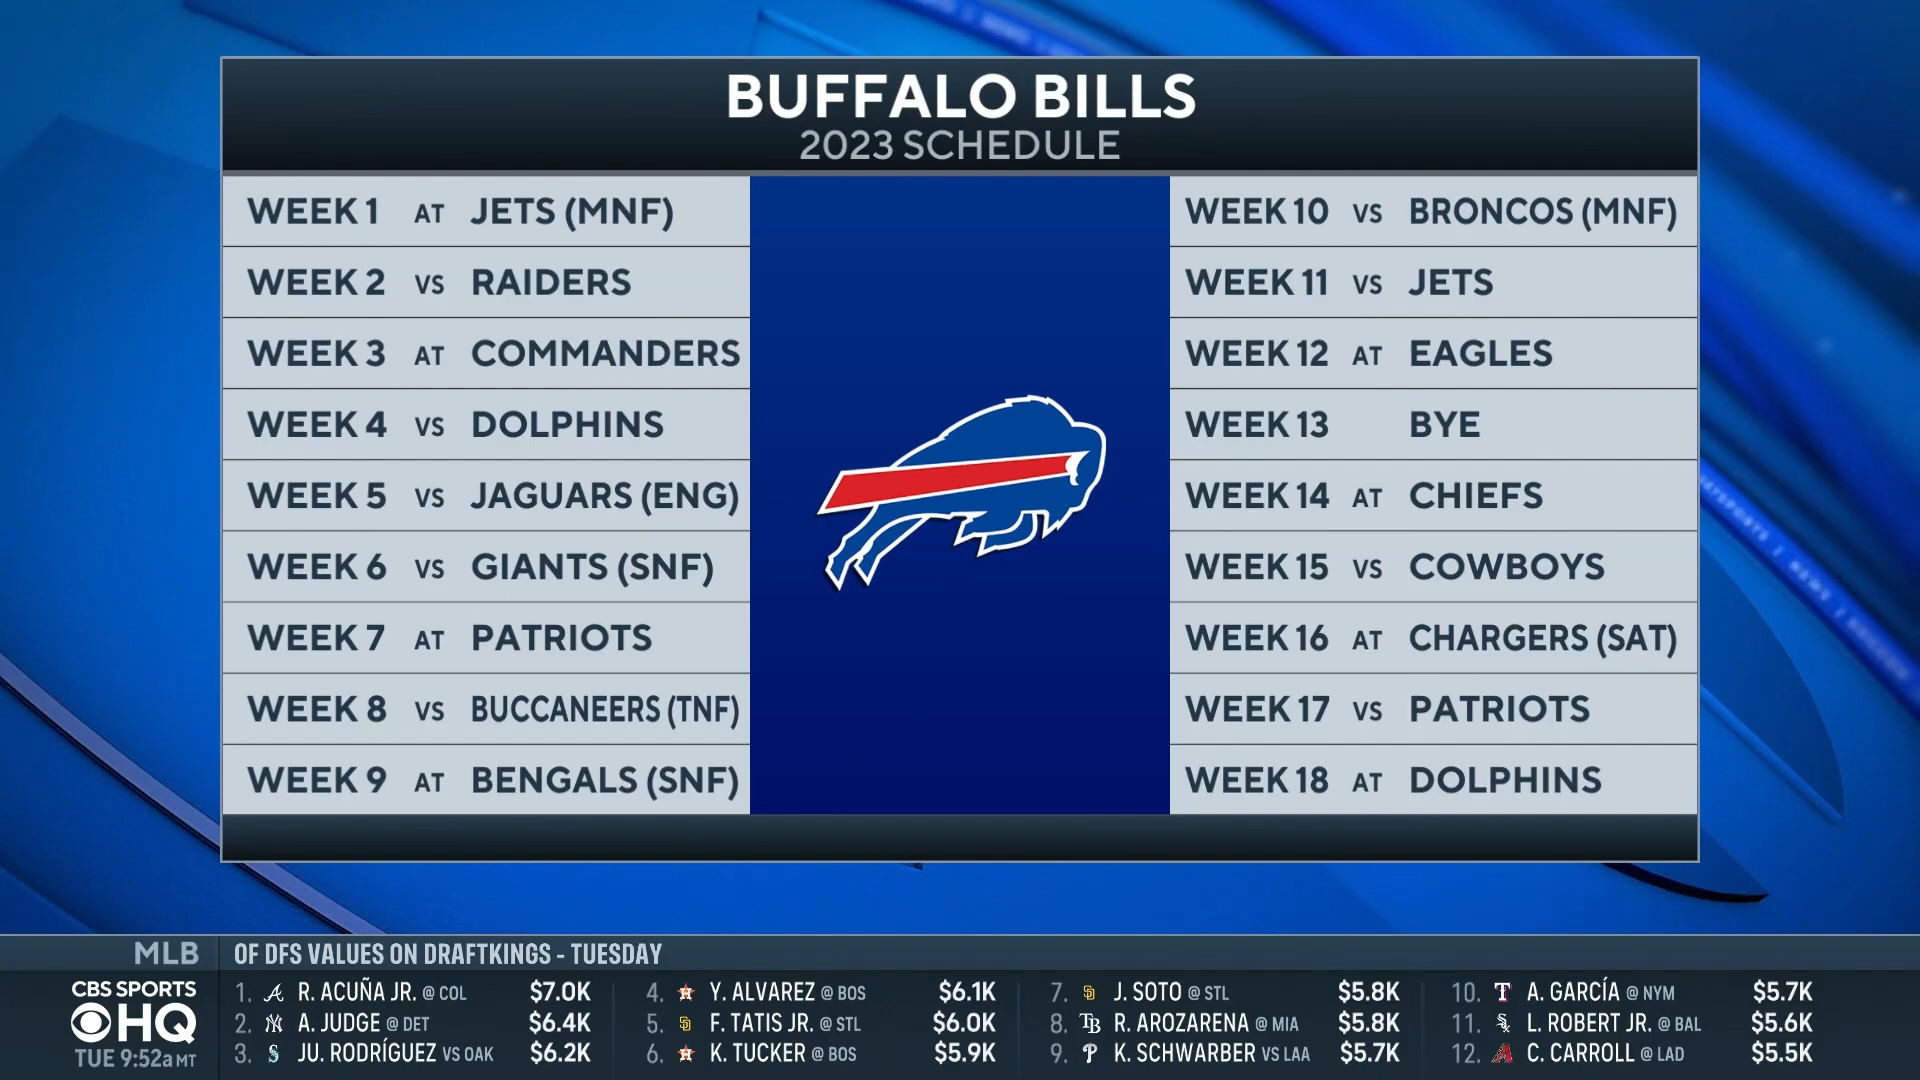 BUFFALO BILLS
2023 SCHEDULE
WEEK 1 AT JETS (MNF)
WEEK 2 VS RAIDERS
WEEK 3 AT COMMANDERS
WEEK 4 VS DOLPHINS
WEEK 5 VS JAGUARS (ENG)
WEEK 6 VS GIANTS (SNF)
WEEK 7 AT PATRIOTS
WEEK 8 VS BUCCANEERS (TNF)
WEEK 9 AT BENGALS (SNF)
WEEK 10 VS BRONCOS (MNF)
WEEK 11 VS JETS
WEEK 12 AT EAGLES
WEEK 13 BYE
WEEK 14 AT CHIEFS
WEEK 15 VS COWBOYS
WEEK 16 AT CHARGERS (SAT)
WEEK 17 VS PATRIOTS
WEEK 18 AT DOLPHINS
MLB OF DFS VALUES ON DRAFTKINGS - TUESDAY
CBS SPORTS
HQ
TUE 9:52a MT
1. R. ACUÑA JR. @ COL $7.0K
2. A. JUDGE @ DET $6.4K
3. JU. RODRÍGUEZ VS OAK $6.2K
4. Y. ALVAREZ @ BOS $6.1K
5. F. TATIS JR. @ STL $6.0K
6. K. TUCKER @ BOS $5.9K
7. J. SOTO @ STL $5.8K
8. R. AROZARENA @ MIA $5.8K
9. K. SCHWARBER VS LAA $5.7K
10. A. GARCÍA @ NYM $5.7K
11. L. ROBERT JR. @ BAL $5.6K
12. C. CARROLL @ LAD $5.5K